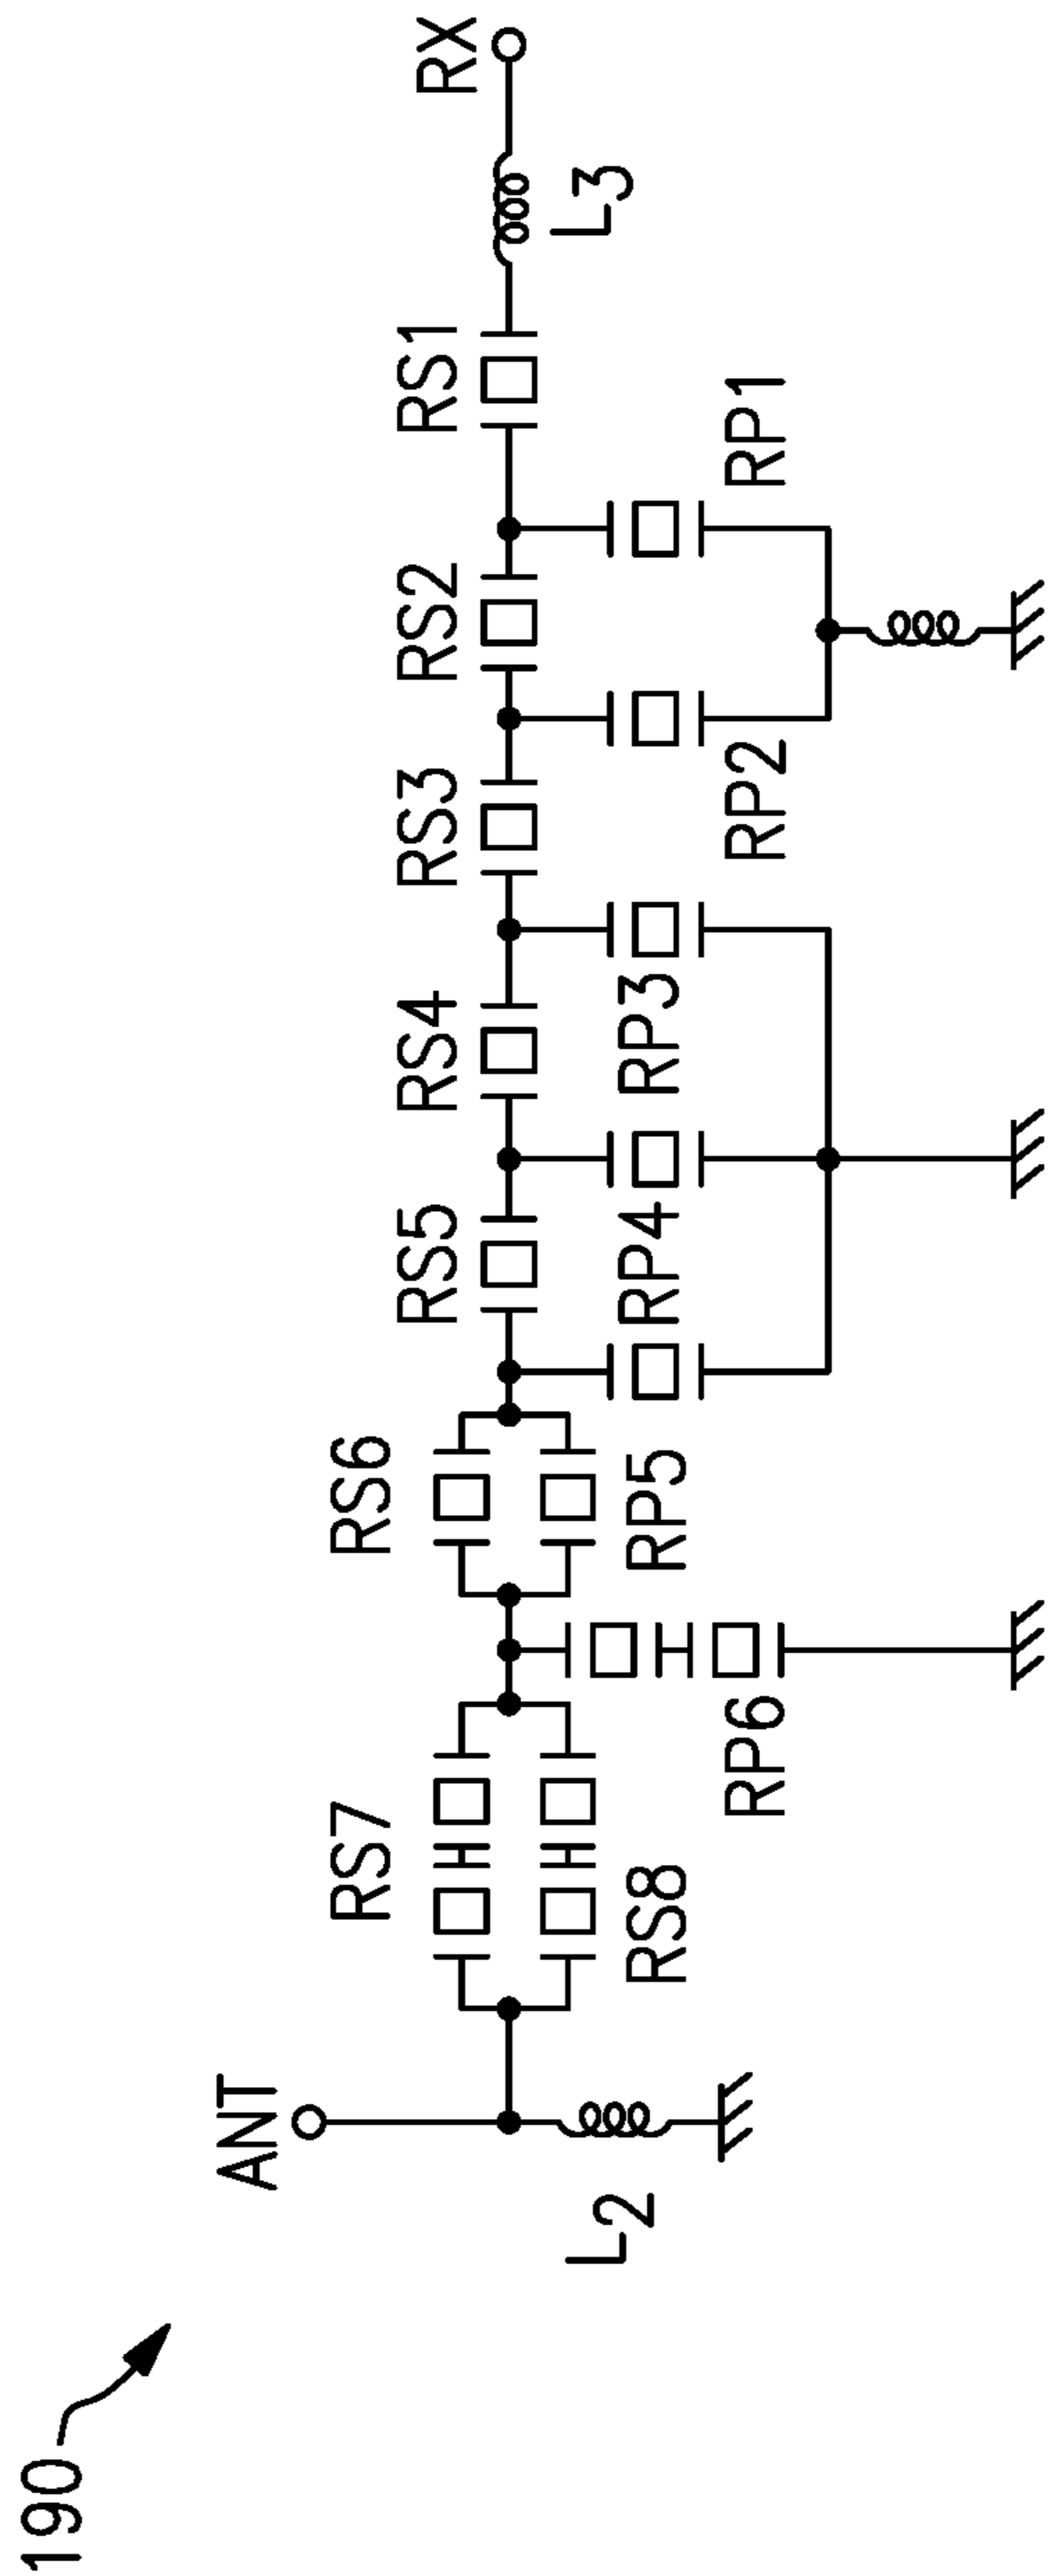 190
ANT
L2
RS7
RS8
RP6
RS6
RP5
RS5
RP4
RS4
RP3
RS3
RP2
RS2
RP1
RS1
L3
RX